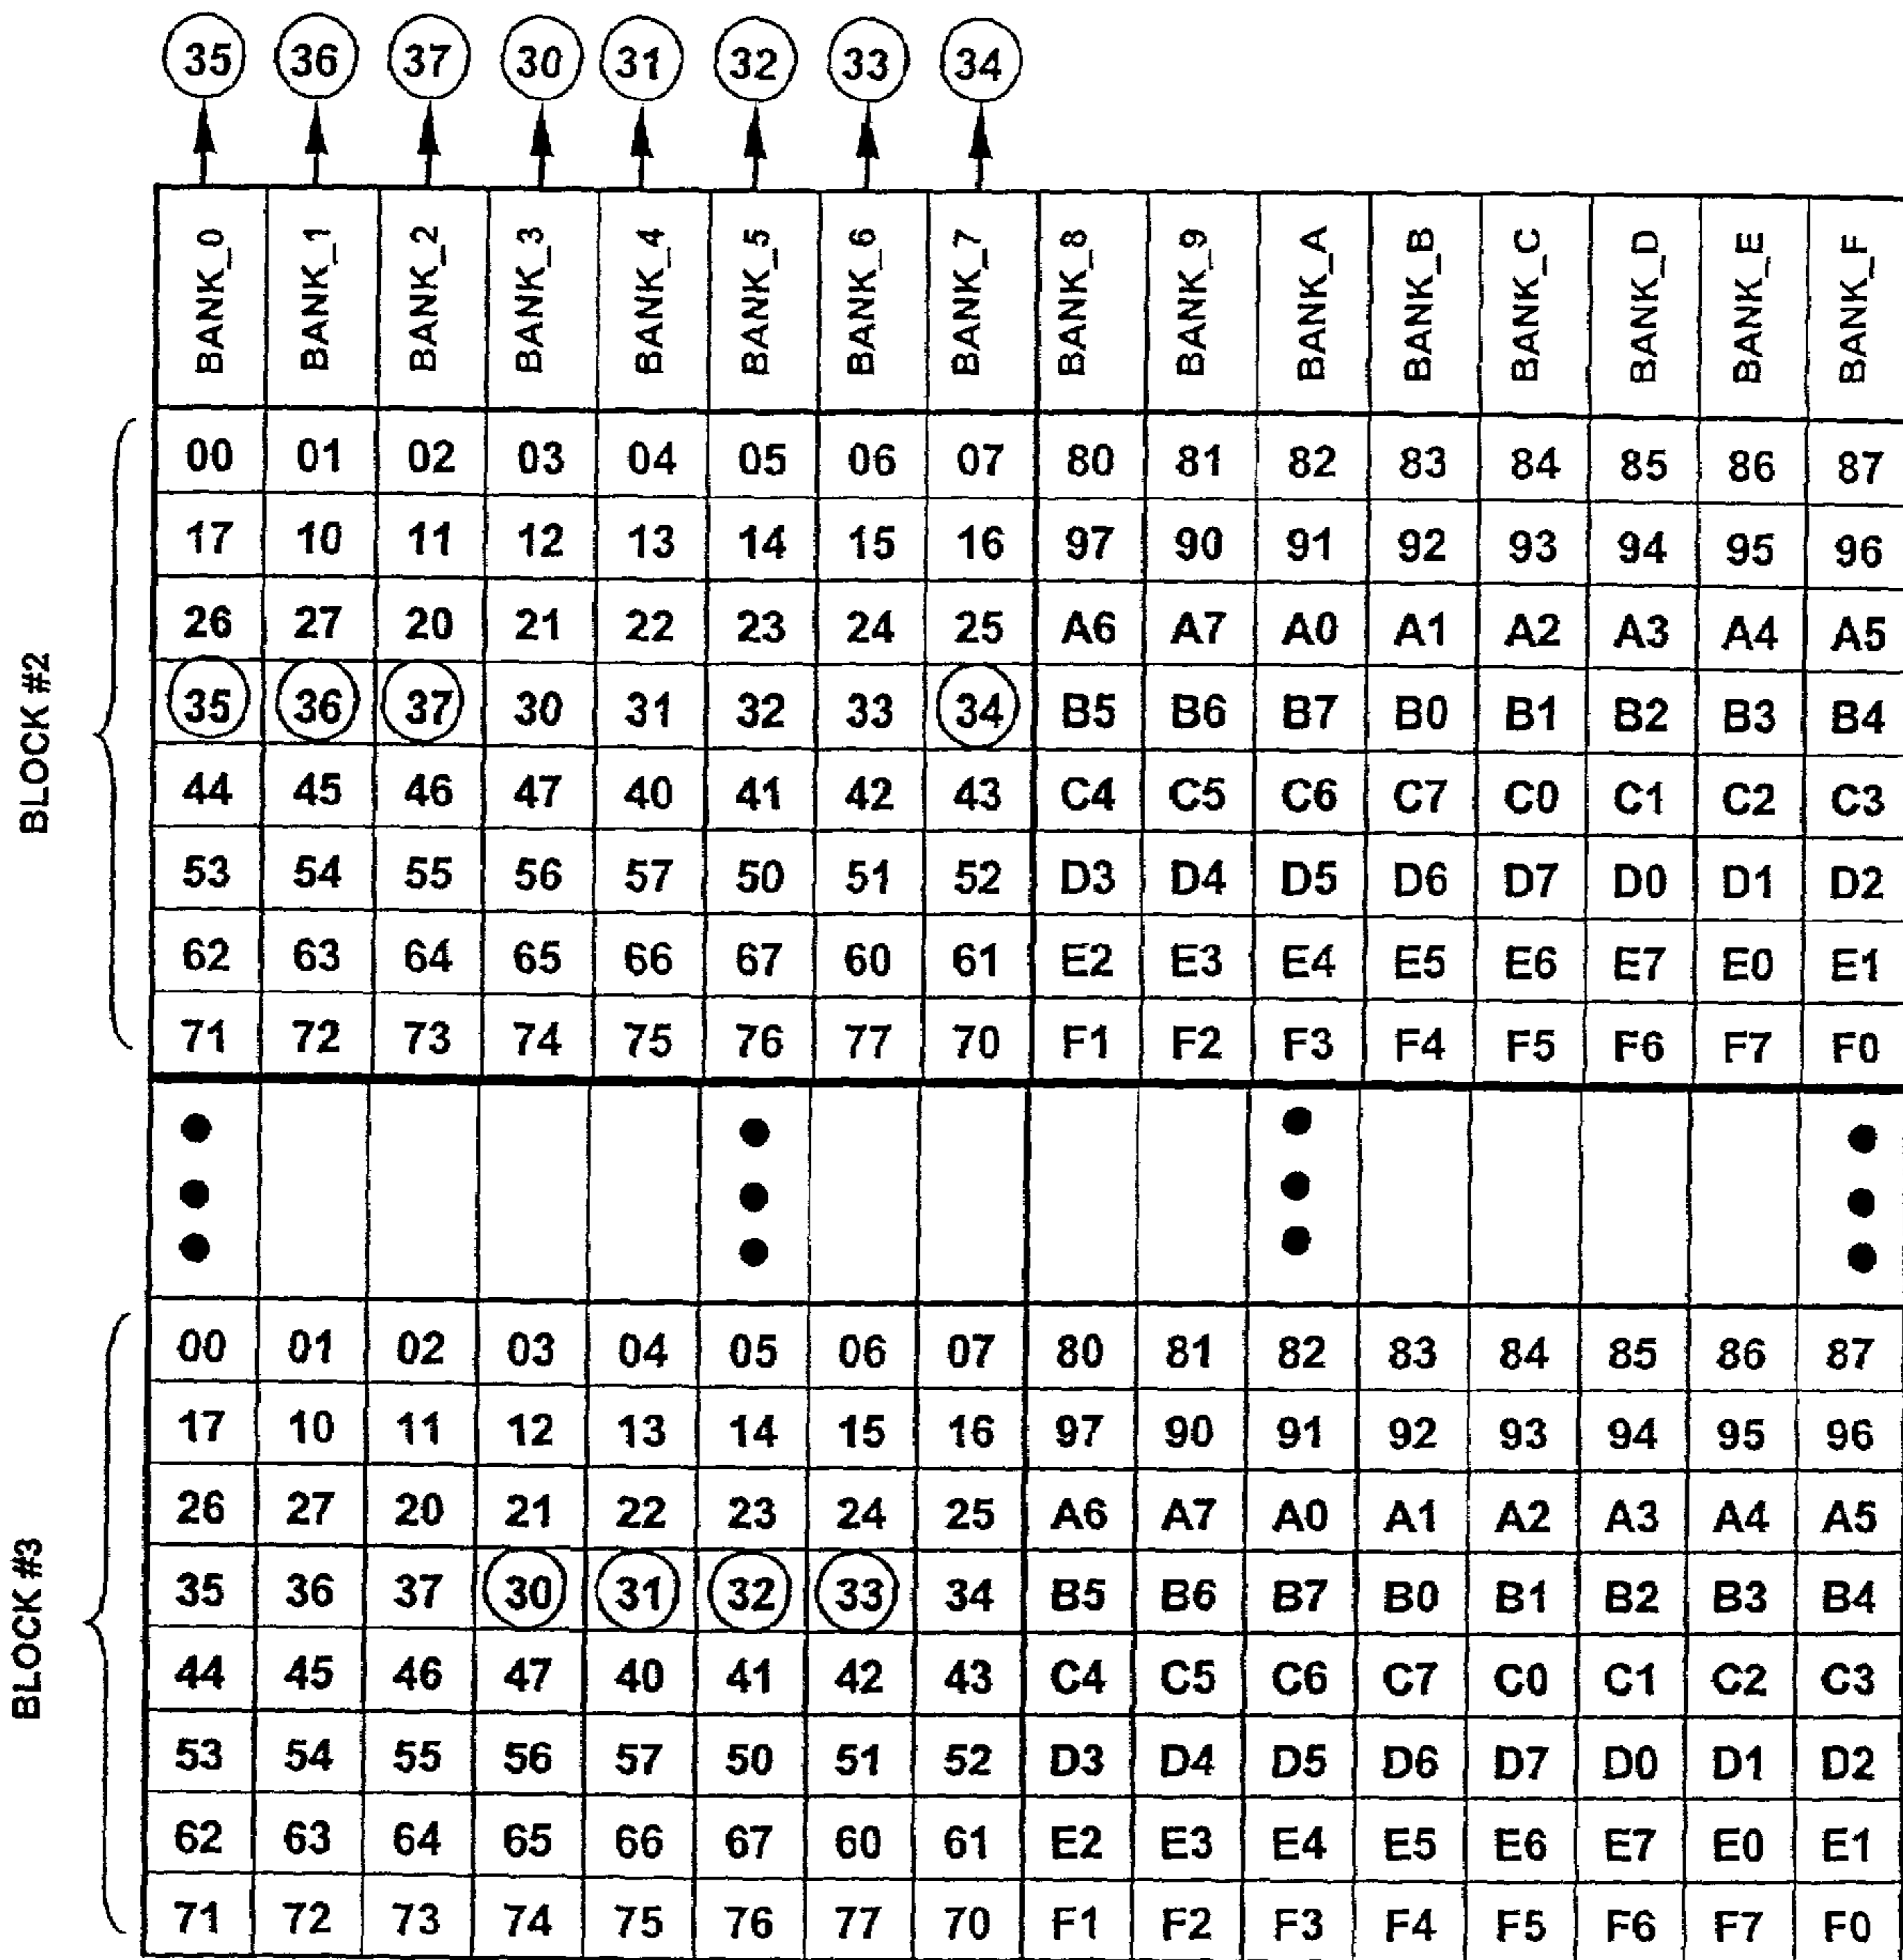 35 36 37 30 31 32 33 34
BANK_0 BANK_1 BANK_2 BANK_3 BANK_4 BANK_5 BANK_6 BANK_7 BANK_8 BANK_9 BANK_A BANK_B BANK_C BANK_D BANK_E BANK_F
BLOCK #2
00 01 02 03 04 05 06 07 80 81 82 83 84 85 86 87
17 10 11 12 13 14 15 16 97 90 91 92 93 94 95 96
26 27 20 21 22 23 24 25 A6 A7 A0 A1 A2 A3 A4 A5
35 36 37 30 31 32 33 34 B5 B6 B7 B0 B1 B2 B3 B4
44 45 46 47 40 41 42 43 C4 C5 C6 C7 C0 C1 C2 C3
53 54 55 56 57 50 51 52 D3 D4 D5 D6 D7 D0 D1 D2
62 63 64 65 66 67 60 61 E2 E3 E4 E5 E6 E7 E0 E1
71 72 73 74 75 76 77 70 F1 F2 F3 F4 F5 F6 F7 F0
BLOCK #3
00 01 02 03 04 05 06 07 80 81 82 83 84 85 86 87
17 10 11 12 13 14 15 16 97 90 91 92 93 94 95 96
26 27 20 21 22 23 24 25 A6 A7 A0 A1 A2 A3 A4 A5
35 36 37 30 31 32 33 34 B5 B6 B7 B0 B1 B2 B3 B4
44 45 46 47 40 41 42 43 C4 C5 C6 C7 C0 C1 C2 C3
53 54 55 56 57 50 51 52 D3 D4 D5 D6 D7 D0 D1 D2
62 63 64 65 66 67 60 61 E2 E3 E4 E5 E6 E7 E0 E1
71 72 73 74 75 76 77 70 F1 F2 F3 F4 F5 F6 F7 F0